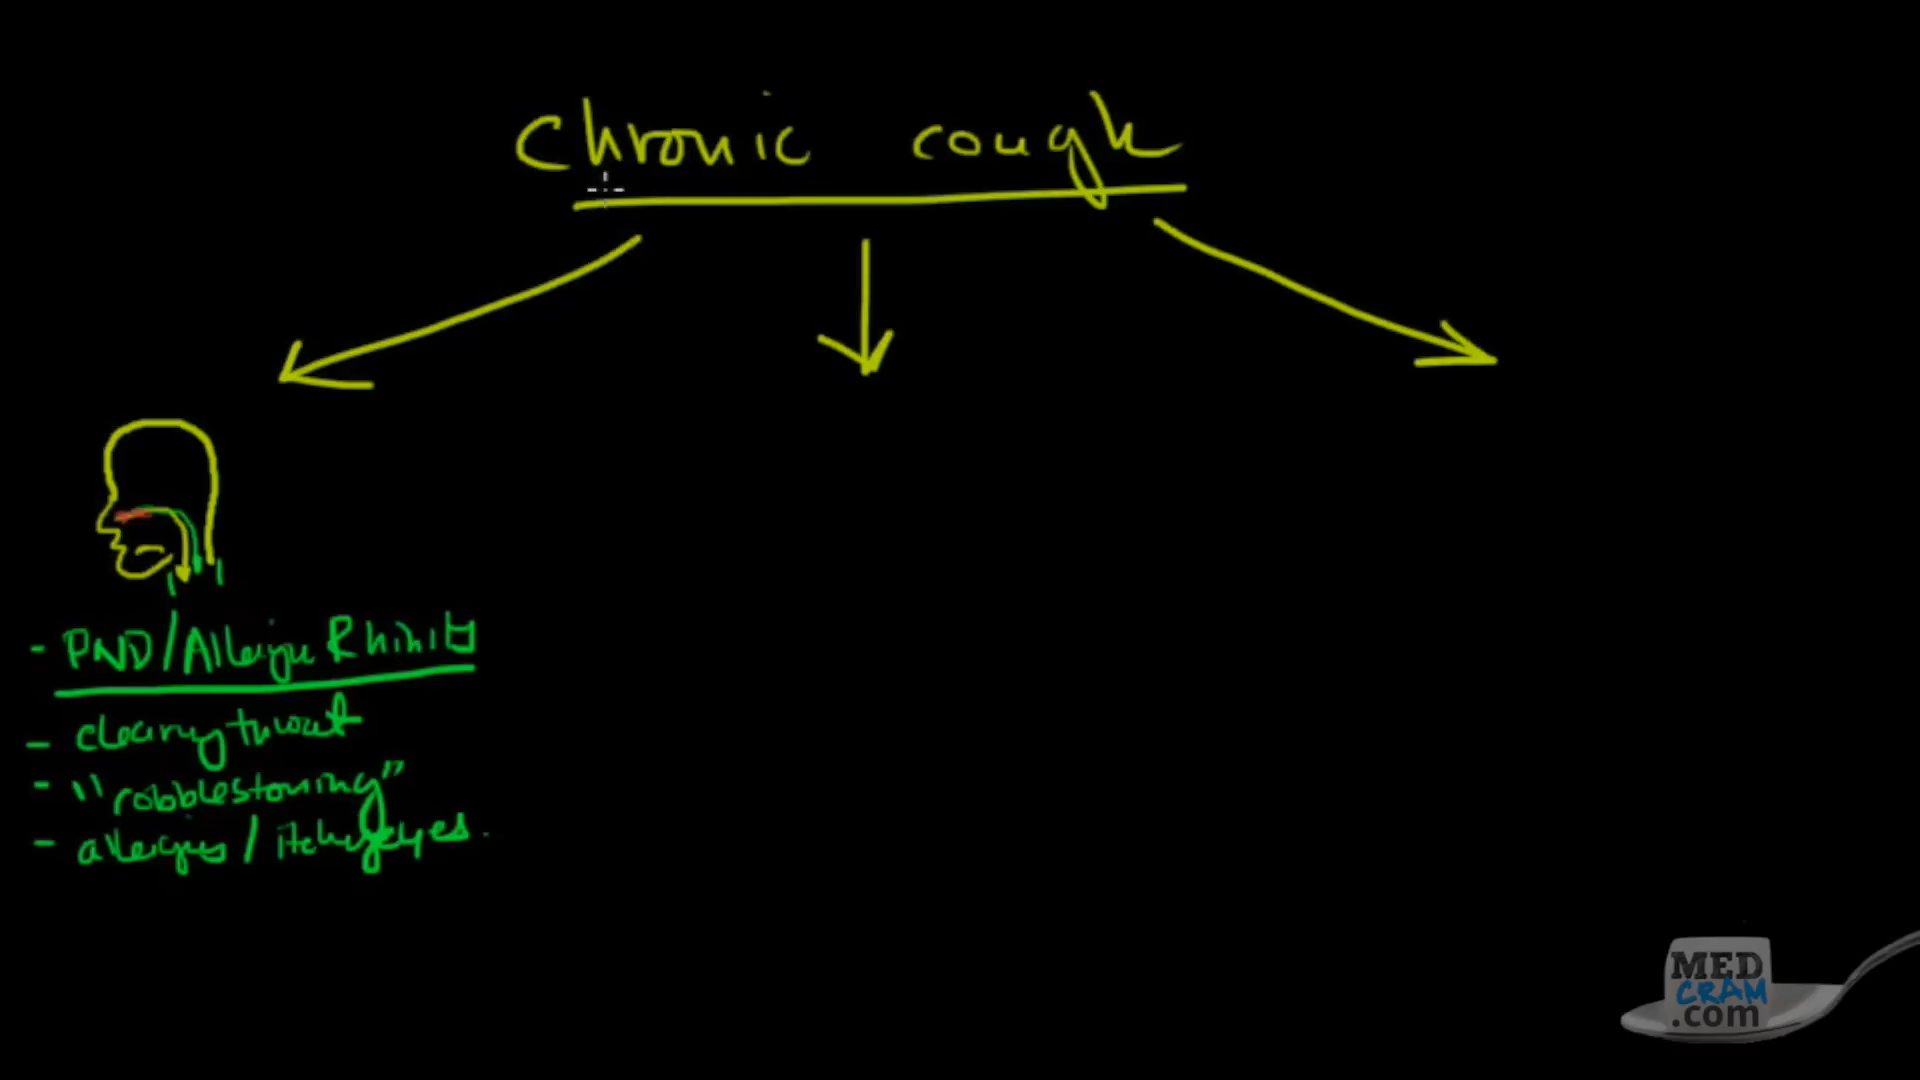 Chronic cough
- PND/Allergic Rhinitis
- clearing throat
- "cobblestoning"
- allergies / itchy eyes.
MED
CRAM
.com